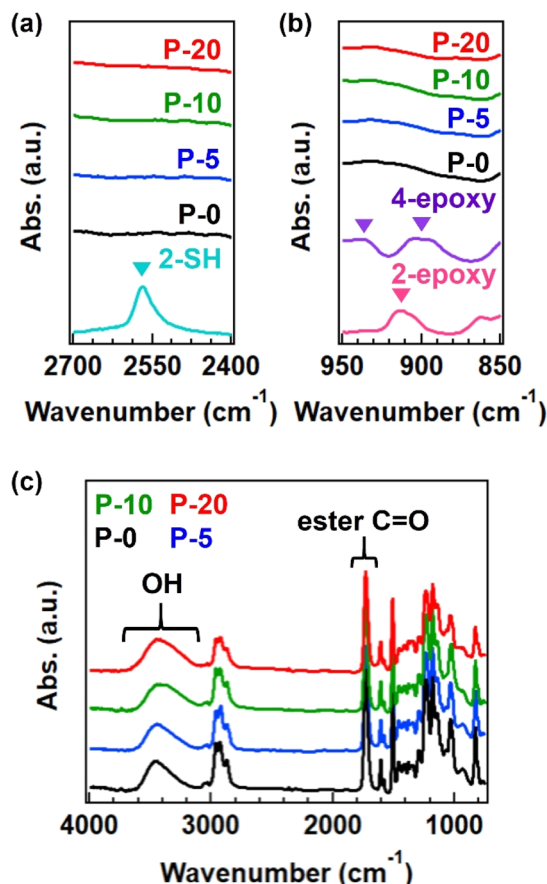 (a)
P-20
P-10
P-5
P-0
2-SH
Abs. (a.u.)
2700 2550 2400
Wavenumber (cm-1)
(b)
P-20
P-10
P-5
P-0
4-epoxy
2-epoxy
Abs. (a.u.)
950 900 850
Wavenumber (cm-1)
(c)
P-10 P-20
P-0 P-5
ester C=O
OH
Abs. (a.u.)
4000 3000 2000 1000
Wavenumber (cm-1)